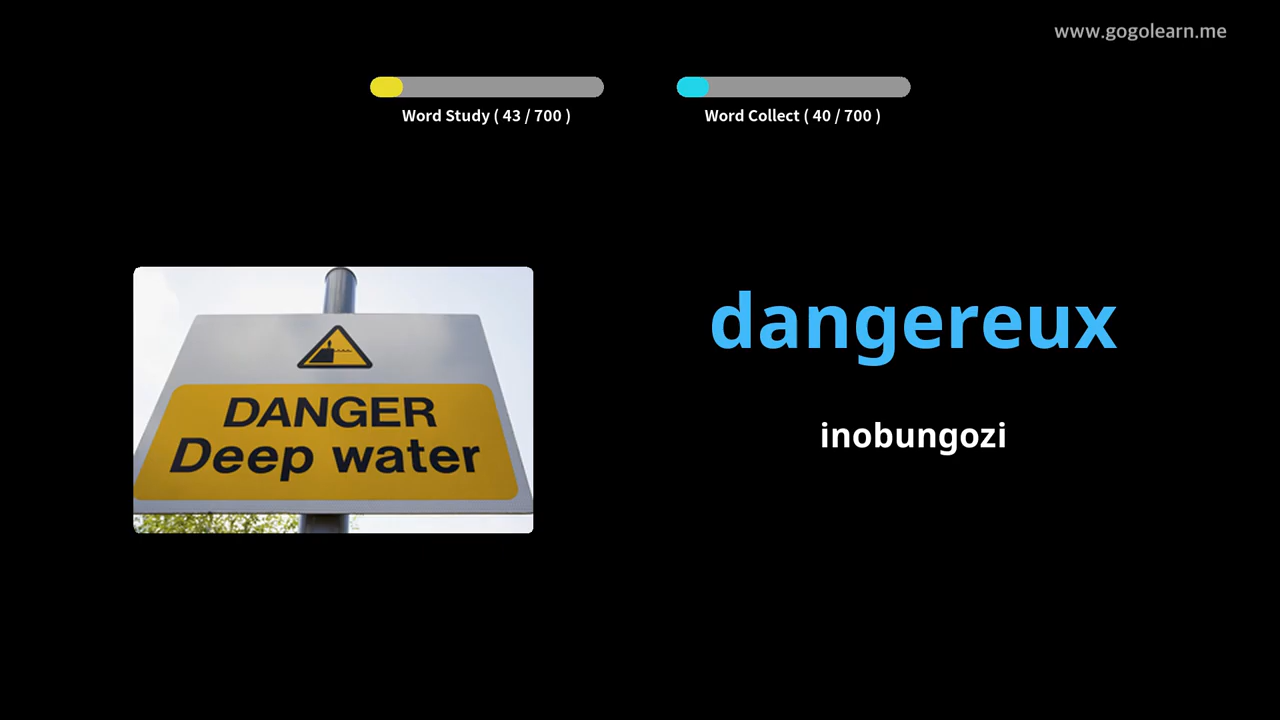 www.gogolearn.me
Word Study ( 43 / 700 )
Word Collect ( 40 / 700 )
DANGER
Deep water
dangereux
inobungozi